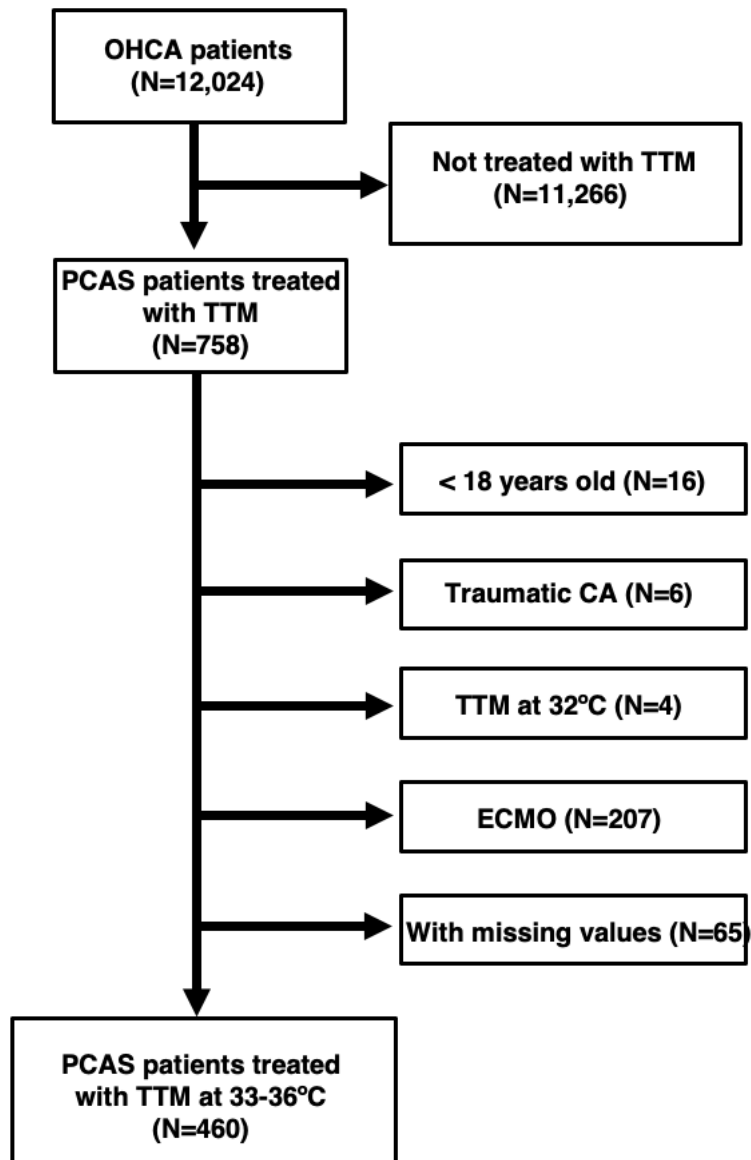 OHCA patients
(N=12,024)
Not treated with TTM
(N=11,266)
PCAS patients treated
with TTM
(N=758)
< 18 years old (N=16)
Traumatic CA (N=6)
TTM at 32ºC (N=4)
ECMO (N=207)
With missing values (N=65)
PCAS patients treated
with TTM at 33-36ºC
(N=460)